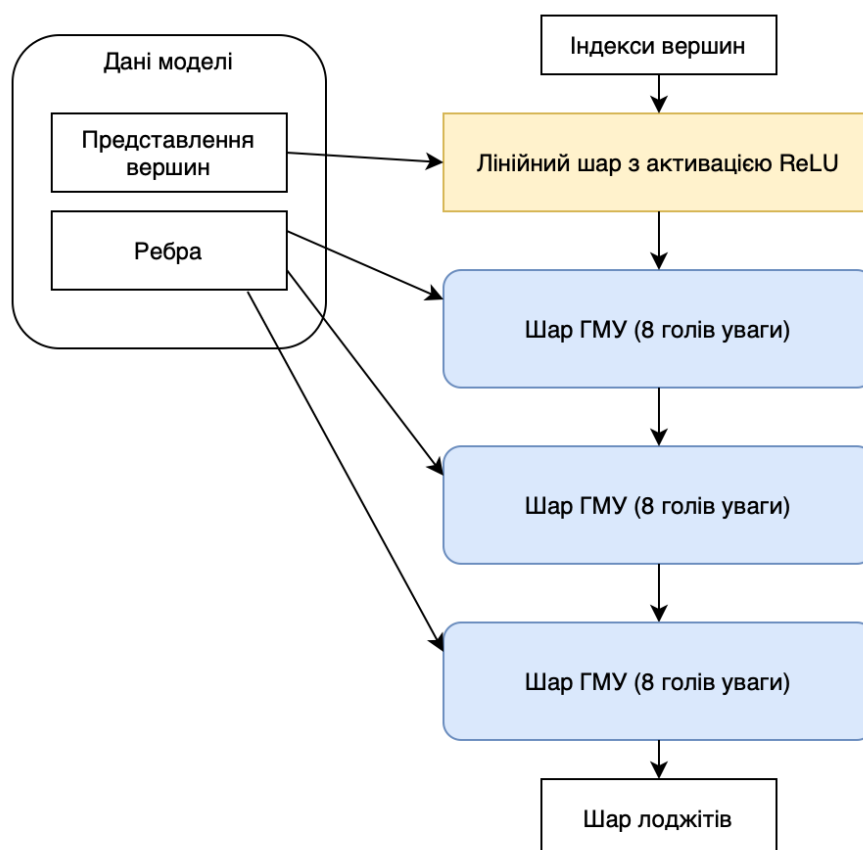 Індекси вершин
Дані моделі
Представлення
вершин
Лінійний шар з активацією ReLU
Ребра
Шар ГМУ (8 голів уваги)
Шар ГМУ (8 голів уваги)
Шар ГМУ (8 голів уваги)
Шар лоджітів